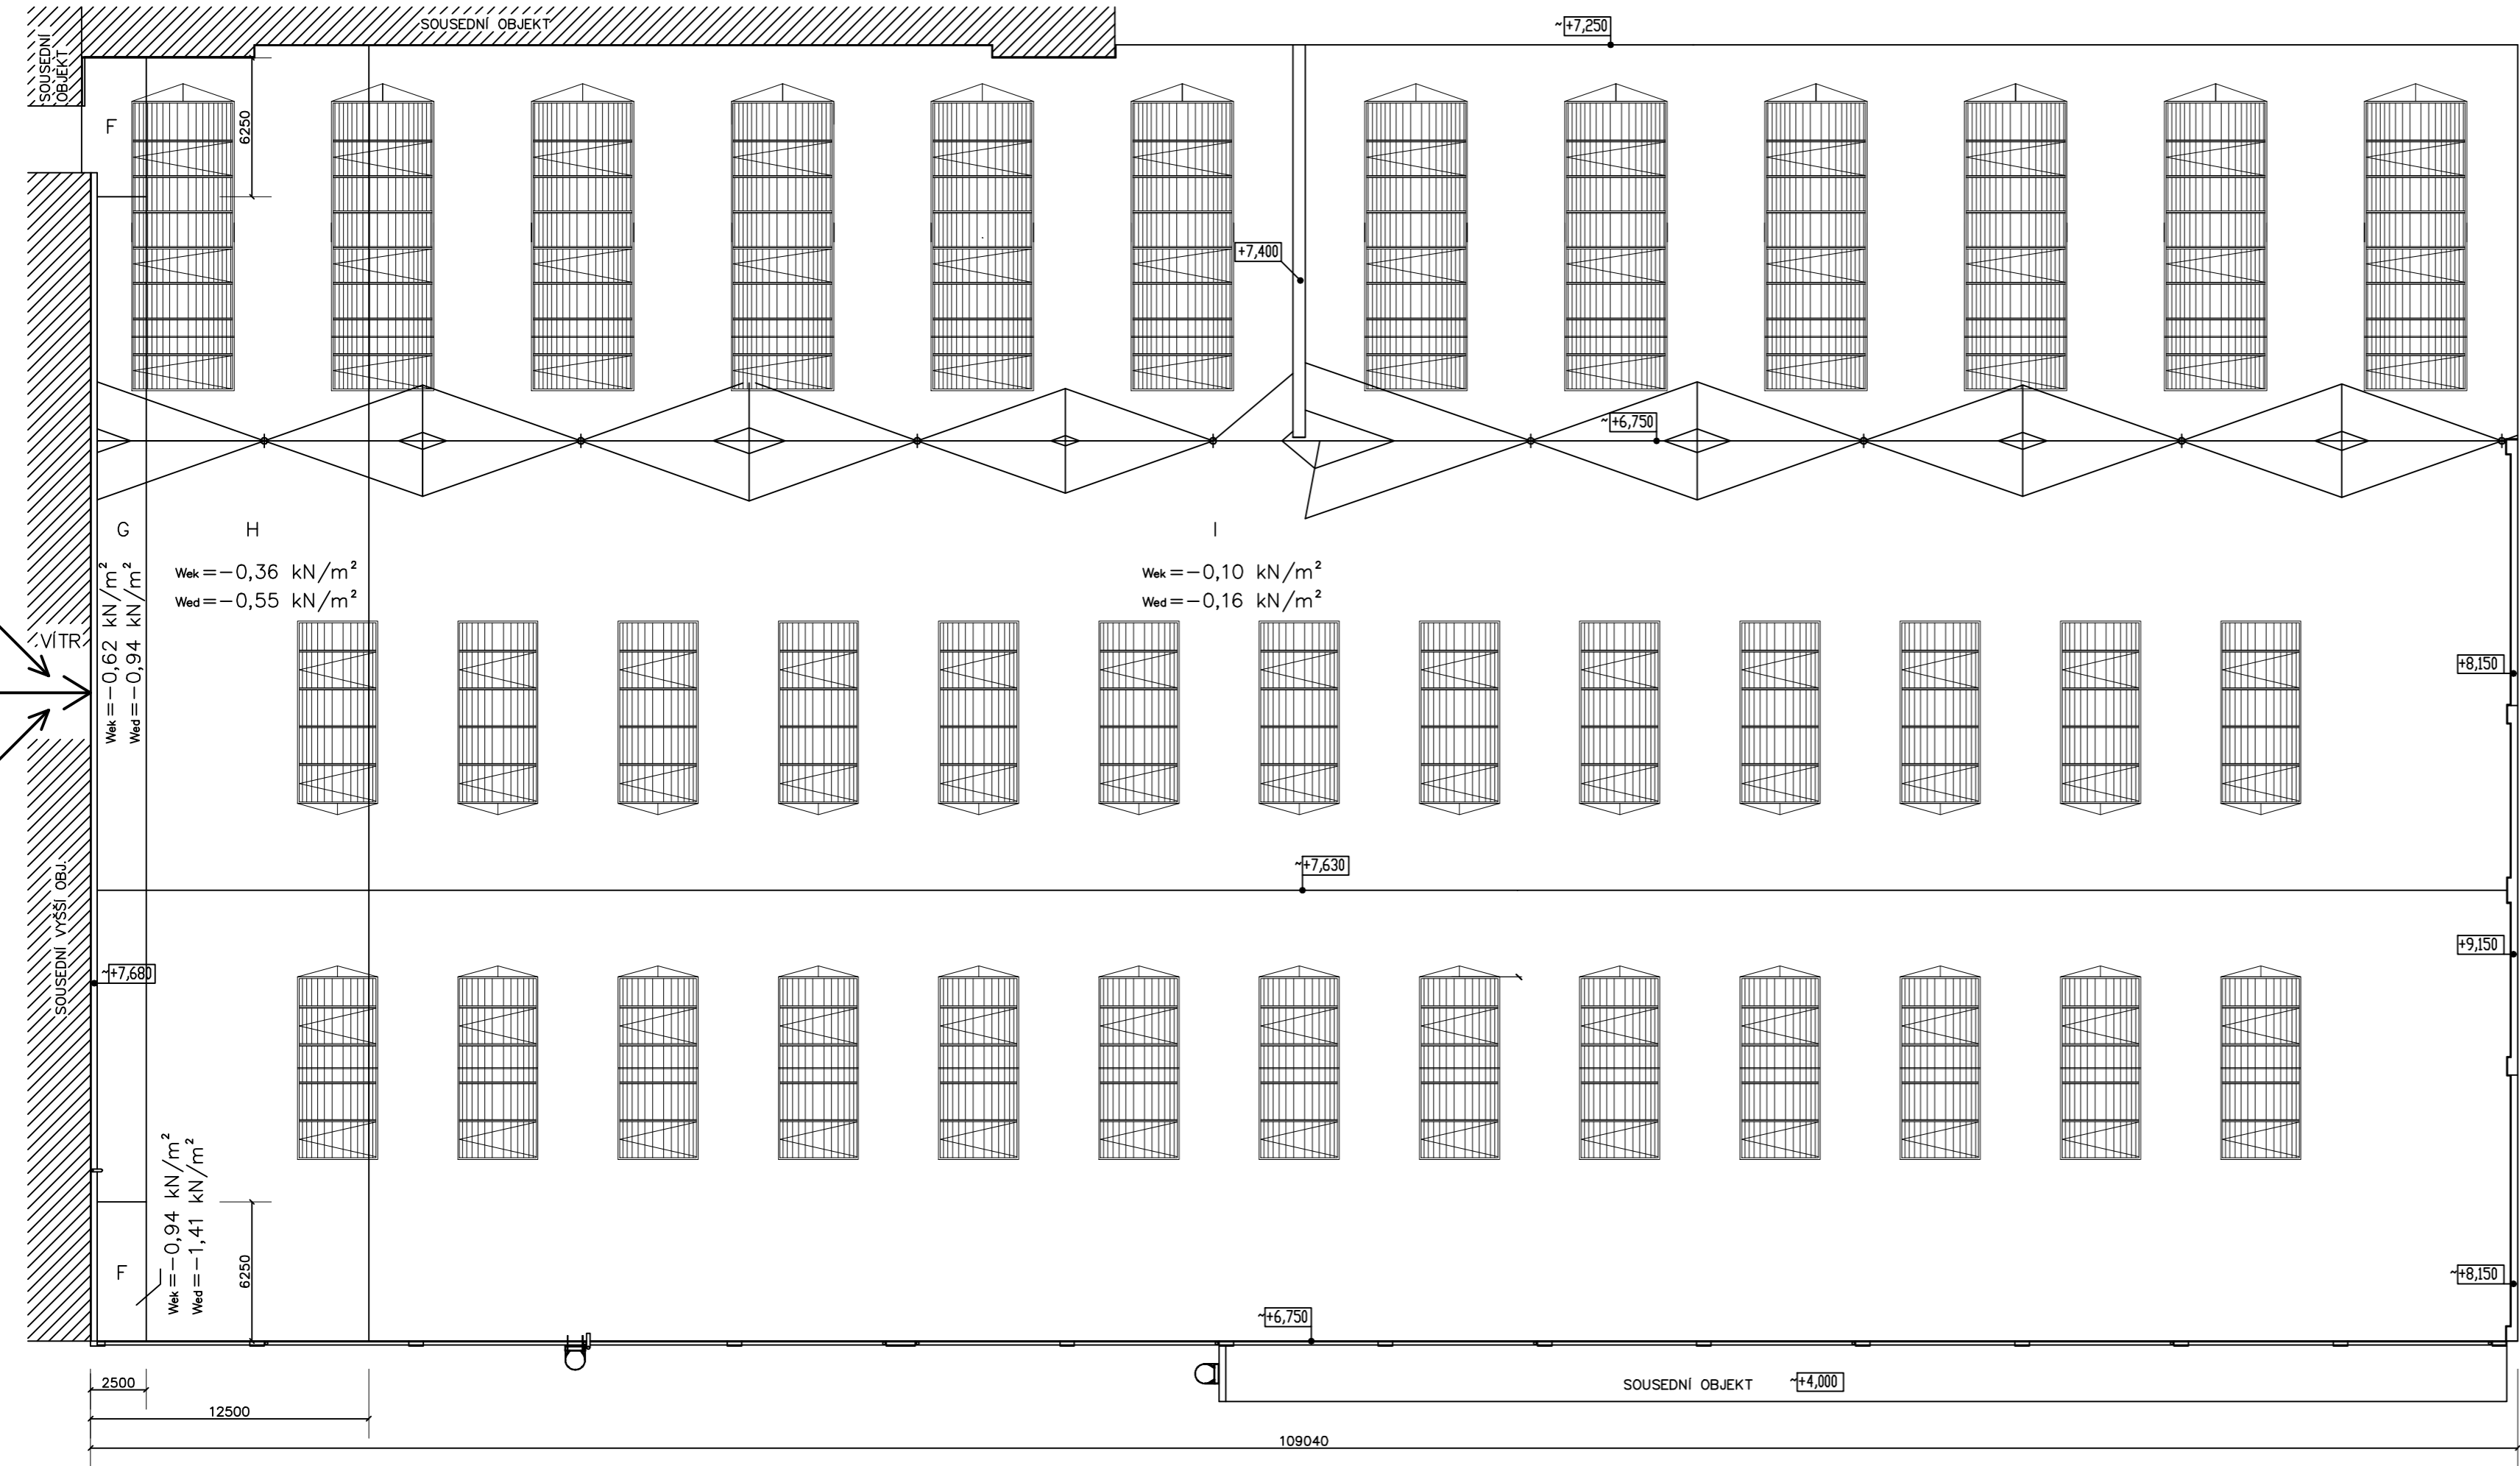 SOUSEDNÍ OBJEKT
~+7,250
SOUSEDNÍ
OBJEKT
F
6250
+7,400
~+6,750
G
H
I
Wek=-0,62 kN/m²
Wed=-0,94 kN/m²
Wek=-0,36 kN/m²
Wed=-0,55 kN/m²
Wek=-0,10 kN/m²
Wed=-0,16 kN/m²
VÍTR
+8,150
~+7,630
SOUSEDNÍ VYŠŠÍ OBJ.
~+7,680
+9,150
Wek=-0,94 kN/m²
Wed=-1,41 kN/m²
F
6250
~+8,150
~+6,750
2500
SOUSEDNÍ OBJEKT ~+4,000
12500
109040